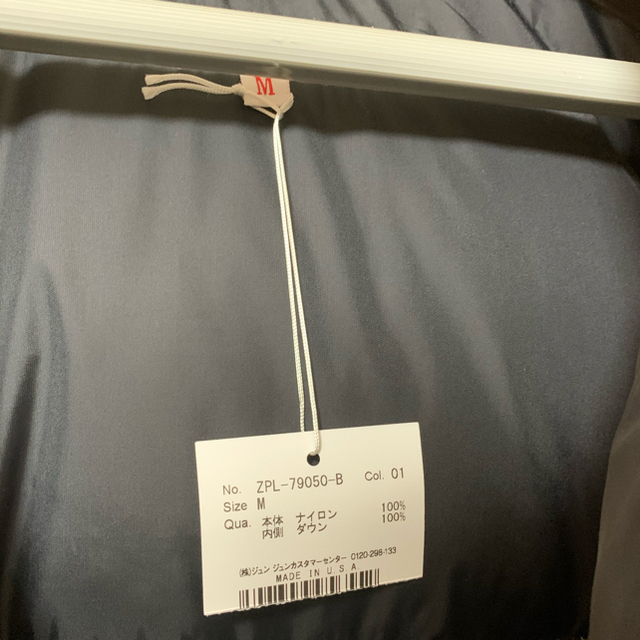 M
No. ZPL-79050-B Col. 01
Size M
Qua. 本体 ナイロン 100%
内側 ダウン 100%
(株)ジュン ジュンカスタマーセンター 0120-298-133
MADE IN U.S.A